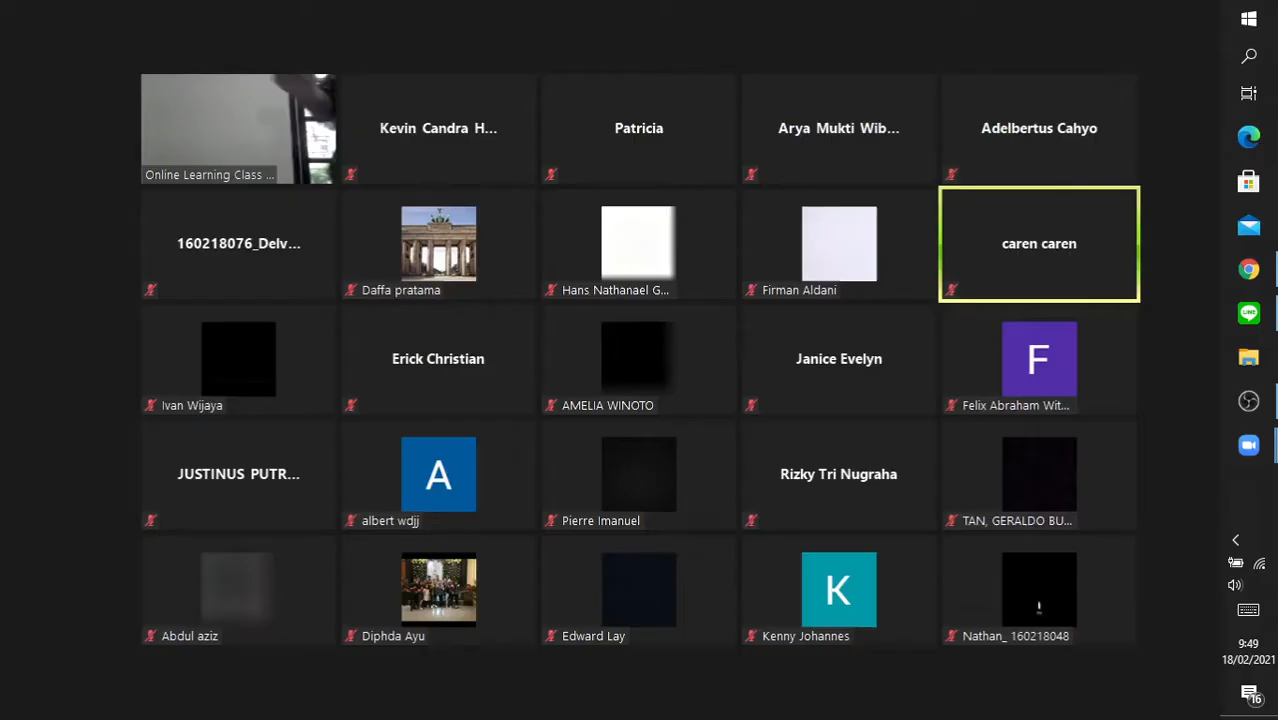 Online Learning Class ...
Kevin Candra H...
Patricia
Arya Mukti Wib...
Adelbertus Cahyo
160218076_Delv...
Daffa pratama
Hans Nathanael G...
Firman Aldani
caren caren
Ivan Wijaya
Erick Christian
AMELIA WINOTO
Janice Evelyn
F
Felix Abraham Wit...
JUSTINUS PUTR...
A
albert wdjj
Pierre Imanuel
Rizky Tri Nugraha
TAN, GERALDO BU...
Abdul aziz
Diphda Ayu
Edward Lay
K
Kenny Johannes
Nathan_ 160218048
LINE
9:49
18/02/2021
16